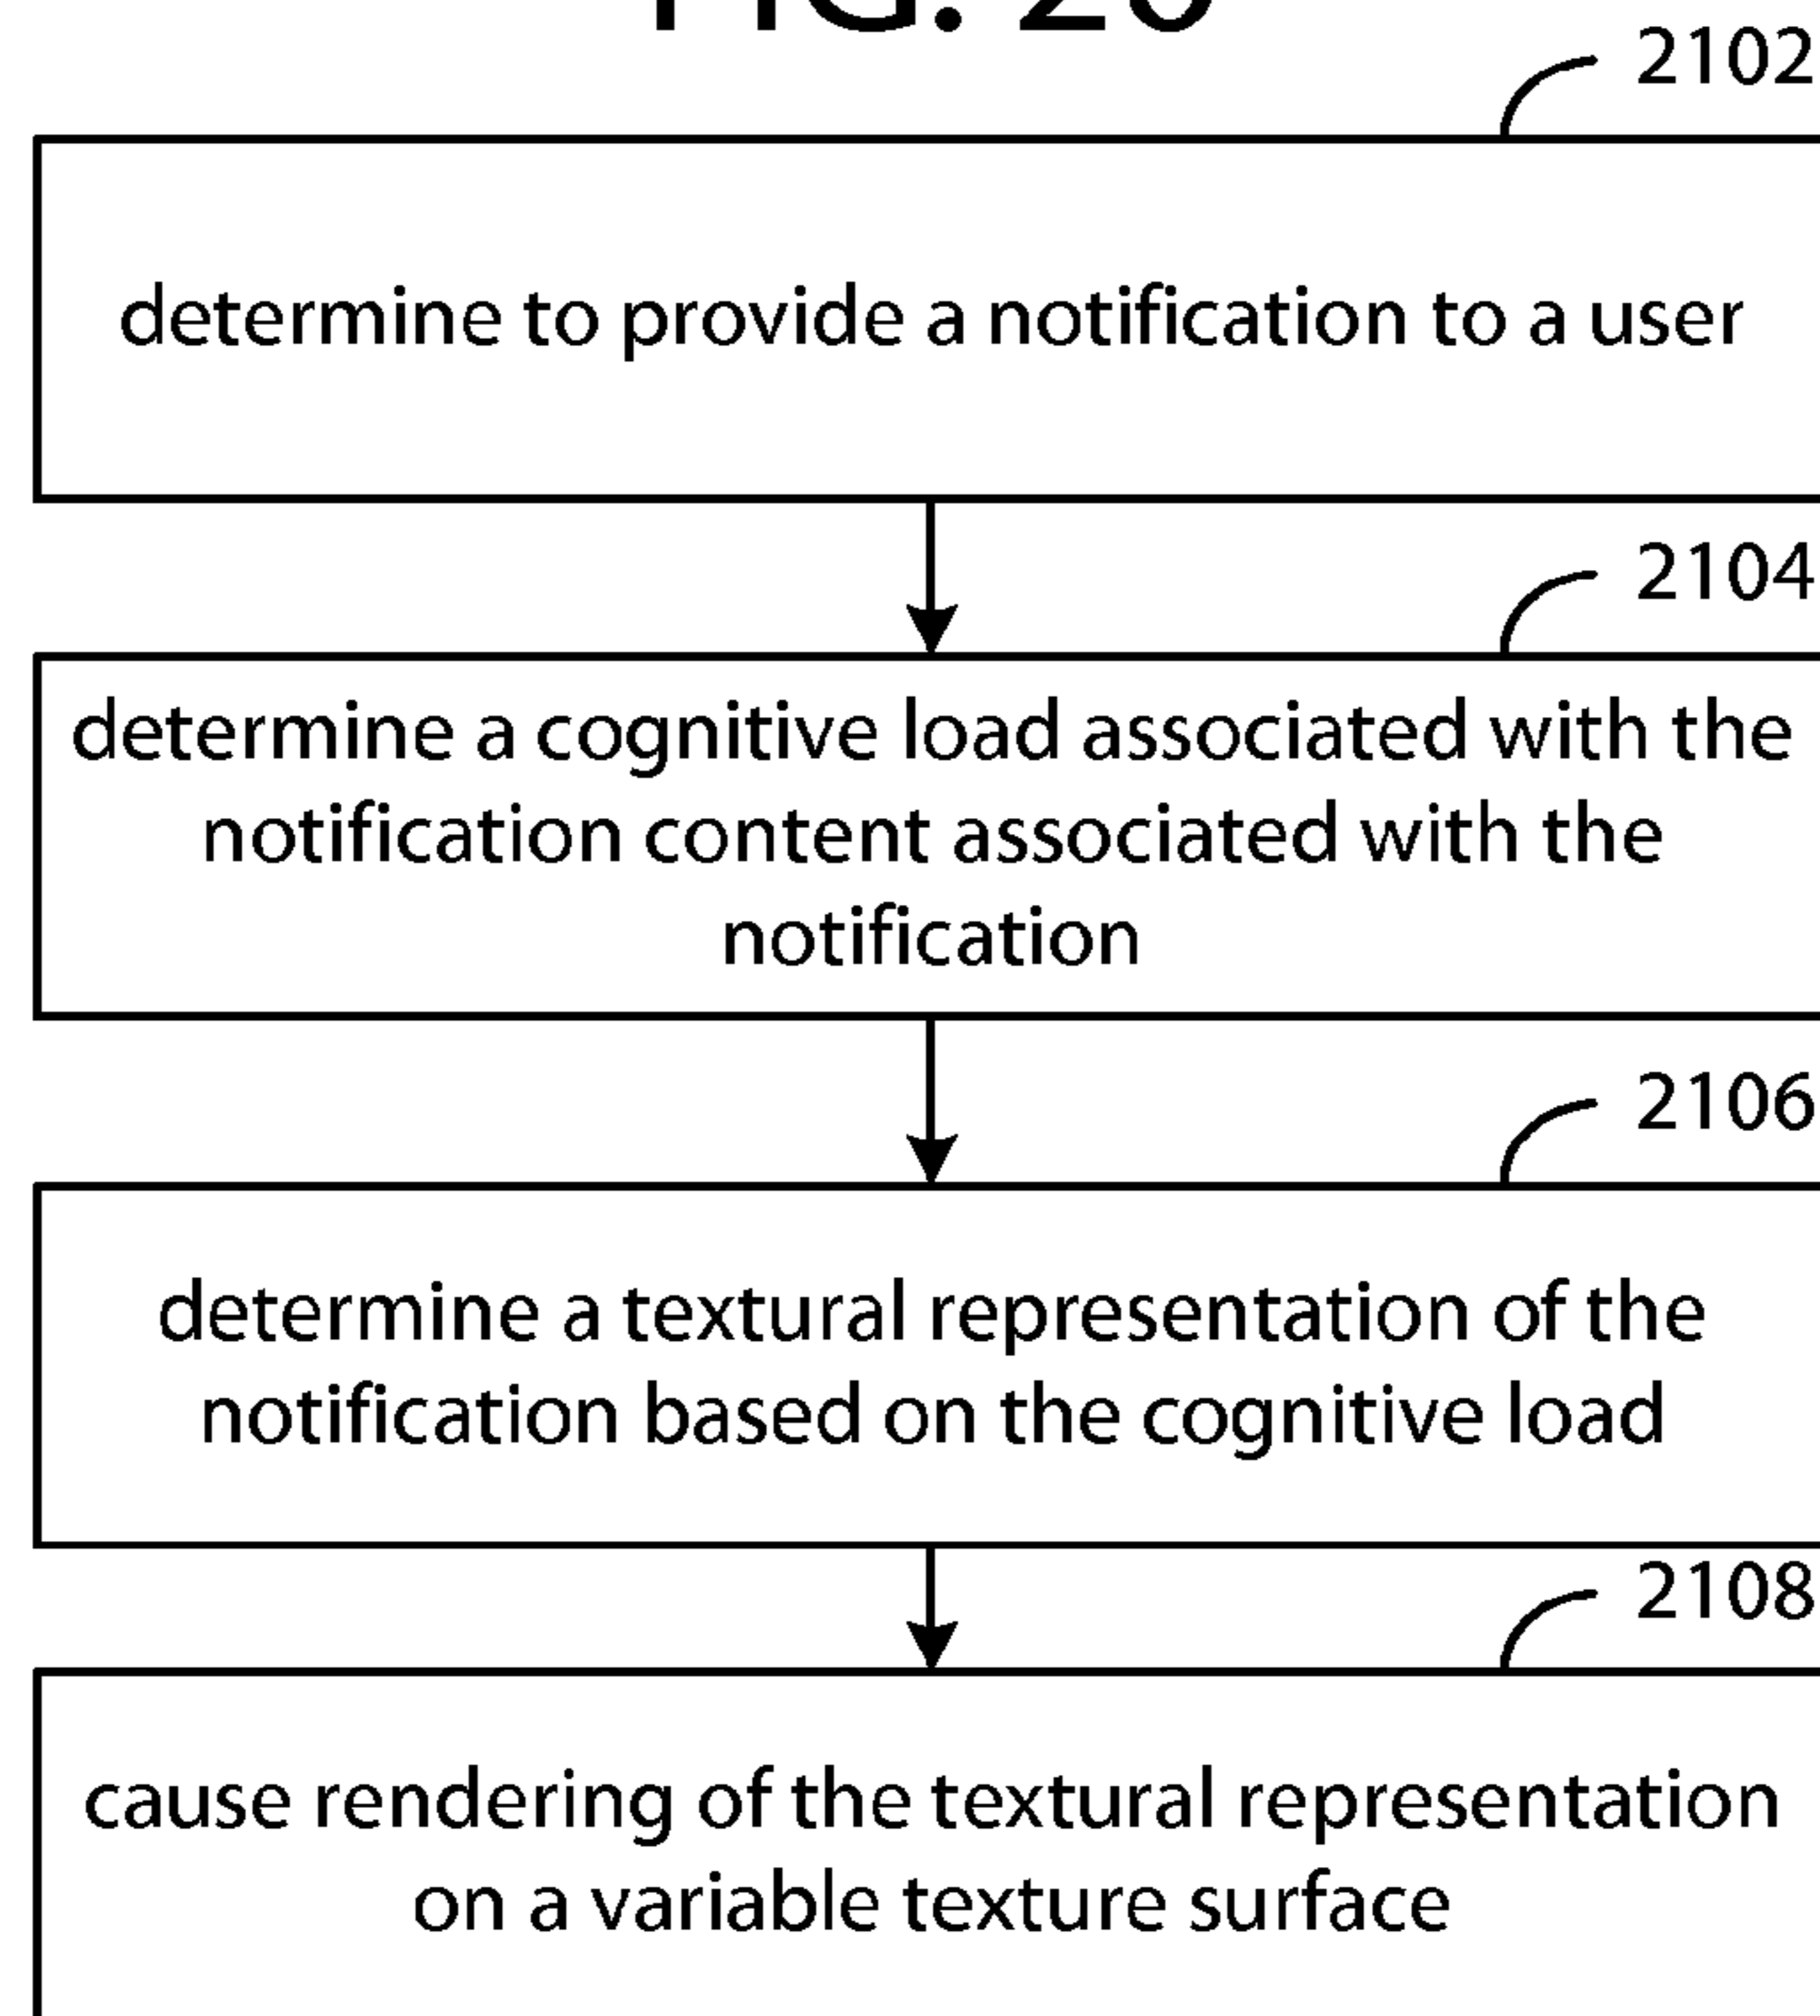 FIG. 20
2102
determine to provide a notification to a user
2104
determine a cognitive load associated with the
notification content associated with the
notification
2106
determine a textural representation of the
notification based on the cognitive load
2108
cause rendering of the textural representation
on a variable texture surface